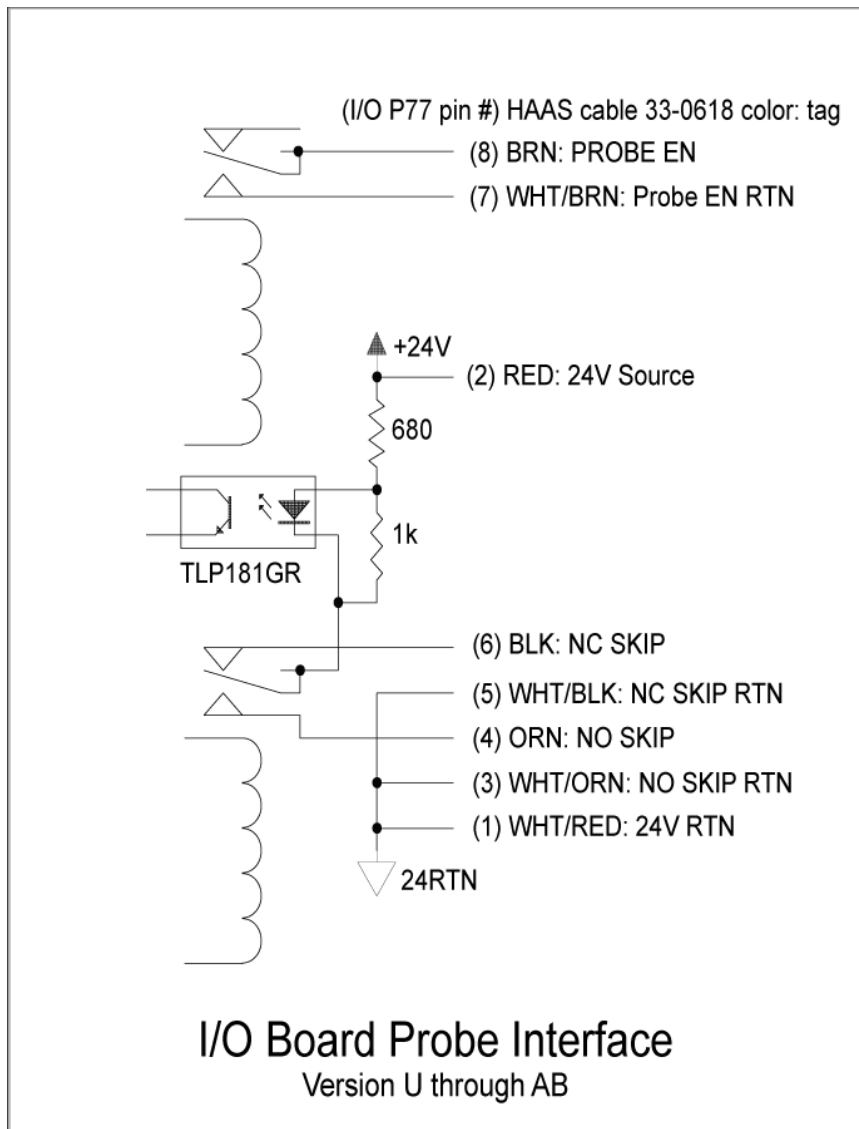 (I/O P77 pin #) HAAS cable 33-0618 color: tag
(8) BRN: PROBE EN
(7) WHT/BRN: Probe EN RTN
+24V
(2) RED: 24V Source
680
1k
TLP181GR
(6) BLK: NC SKIP
(5) WHT/BLK: NC SKIP RTN
(4) ORN: NO SKIP
(3) WHT/ORN: NO SKIP RTN
(1) WHT/RED: 24V RTN
24RTN
I/O Board Probe Interface
Version U through AB